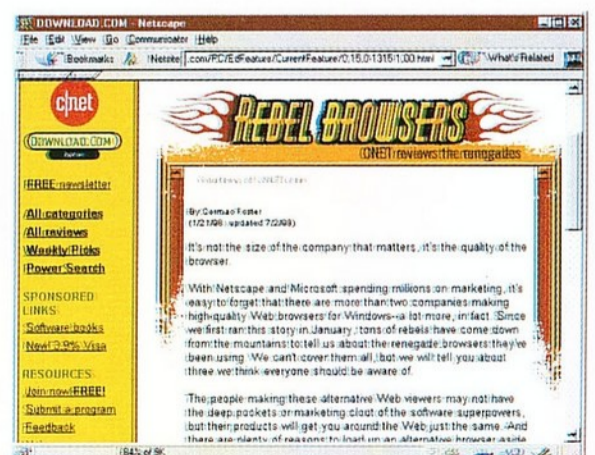 DOWNLOAD.COM - Netscape
File Edit View Go Communicator Help
Bookmarks Netsite: .com/PC/EdFeature/CurrentFeature/0,15,0-1315-1,00.html What's Related
c|net
DOWNLOAD.COM
FREE newsletter
All categories
All reviews
Weekly Picks
Power Search
SPONSORED
LINKS
Software books
New! 3.9% Visa
RESOURCES
Join now FREE!
Submit a program
Feedback
REBEL BROWSERS
CNET reviews the renegades
By Foster
(1/21/98 updated 7/2/98)
It's not the size of the company that matters, it's the quality of the
browser.
With Netscape and Microsoft spending millions on marketing, it's
easy to forget that there are more than two companies making
high-quality Web browsers for Windows--a lot more, in fact. Since
we first ran this story in January, tons of rebels have come down
from the mountains to tell us about the renegade browsers they've
been using. We can't cover them all, but we will tell you about
three we think everyone should be aware of.
The people making these alternative Web viewers may not have
the deep pockets or marketing clout of the software superpowers,
but their products will get you around the Web just the same. And
there are plenty of reasons to load up an alternative browser aside
84% of 9K